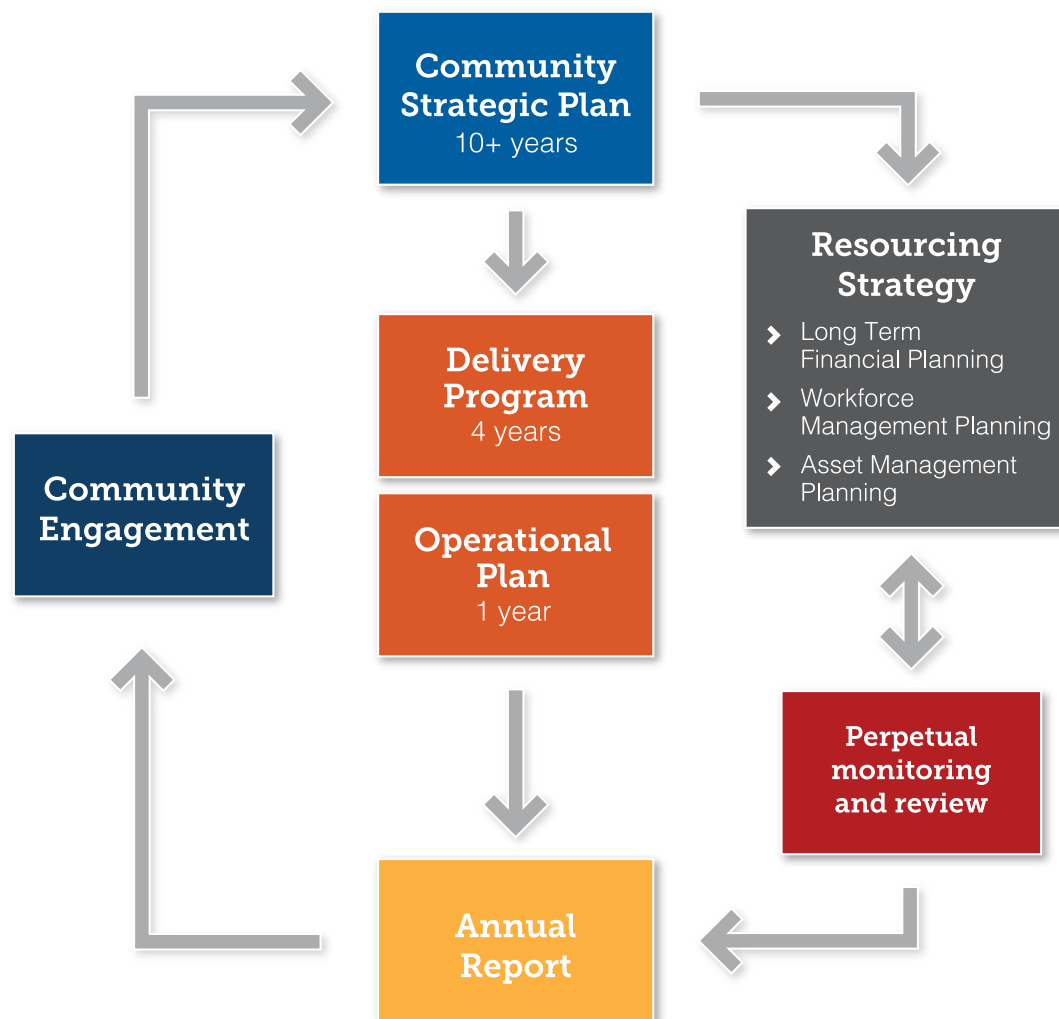 Community
Strategic Plan
10+ years
Resourcing
Strategy
Long Term
Financial Planning
Workforce
Management Planning
Asset Management
Planning
Delivery
Program
4 years
Community
Engagement
Operational
Plan
1 year
Perpetual
monitoring
and review
Annual
Report